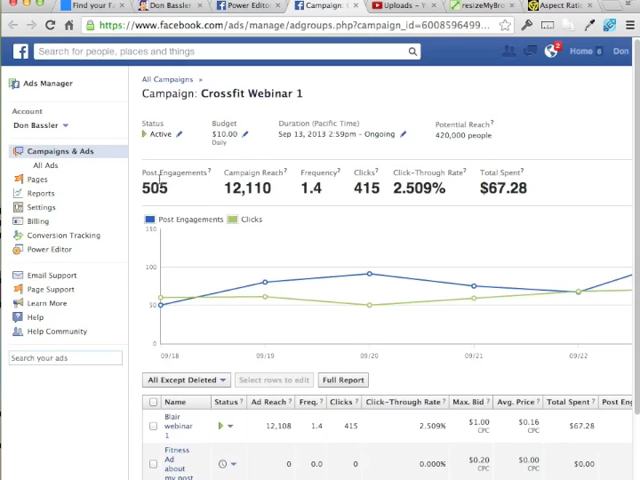 Find your F
Don Bassler
Power Edito
Campaign: C
Uploads - Y
resizeMyBro
Aspect Ratio
https://www.facebook.com/ads/manage/adgroups.php?campaign_id=6008596499...
Search for people, places and things
2
Home 6
Don
Ads Manager
Account
Don Bassler
Campaigns & Ads
All Ads
Pages
Reports
Settings
Billing
Conversion Tracking
Power Editor
Email Support
Page Support
Learn More
Help
Help Community
Search your ads
All Campaigns »
Campaign: Crossfit Webinar 1
Status Budget Duration (Pacific Time) Potential Reach
Active $10.00 Sep 13, 2013 2:59pm - Ongoing 420,000 people
Daily
Post Engagements? Campaign Reach? Frequency? Clicks? Click-Through Rate? Total Spent?
505 12,110 1.4 415 2.509% $67.28
Post Engagements Clicks
150
100
50
0
09/18 09/19 09/20 09/21 09/22
All Except Deleted Select rows to edit Full Report
Name Status? Ad Reach? Freq.? Clicks? Click-Through Rate? Max. Bid? Avg. Price? Total Spent? Post Eng
Blair webinar 1 12,108 1.4 415 2.509% $1.00 CPC $0.16 CPC $67.28
Fitness Ad about my post 0 0.0 0 0.000% $0.20 CPC $0.00 CPC $0.00